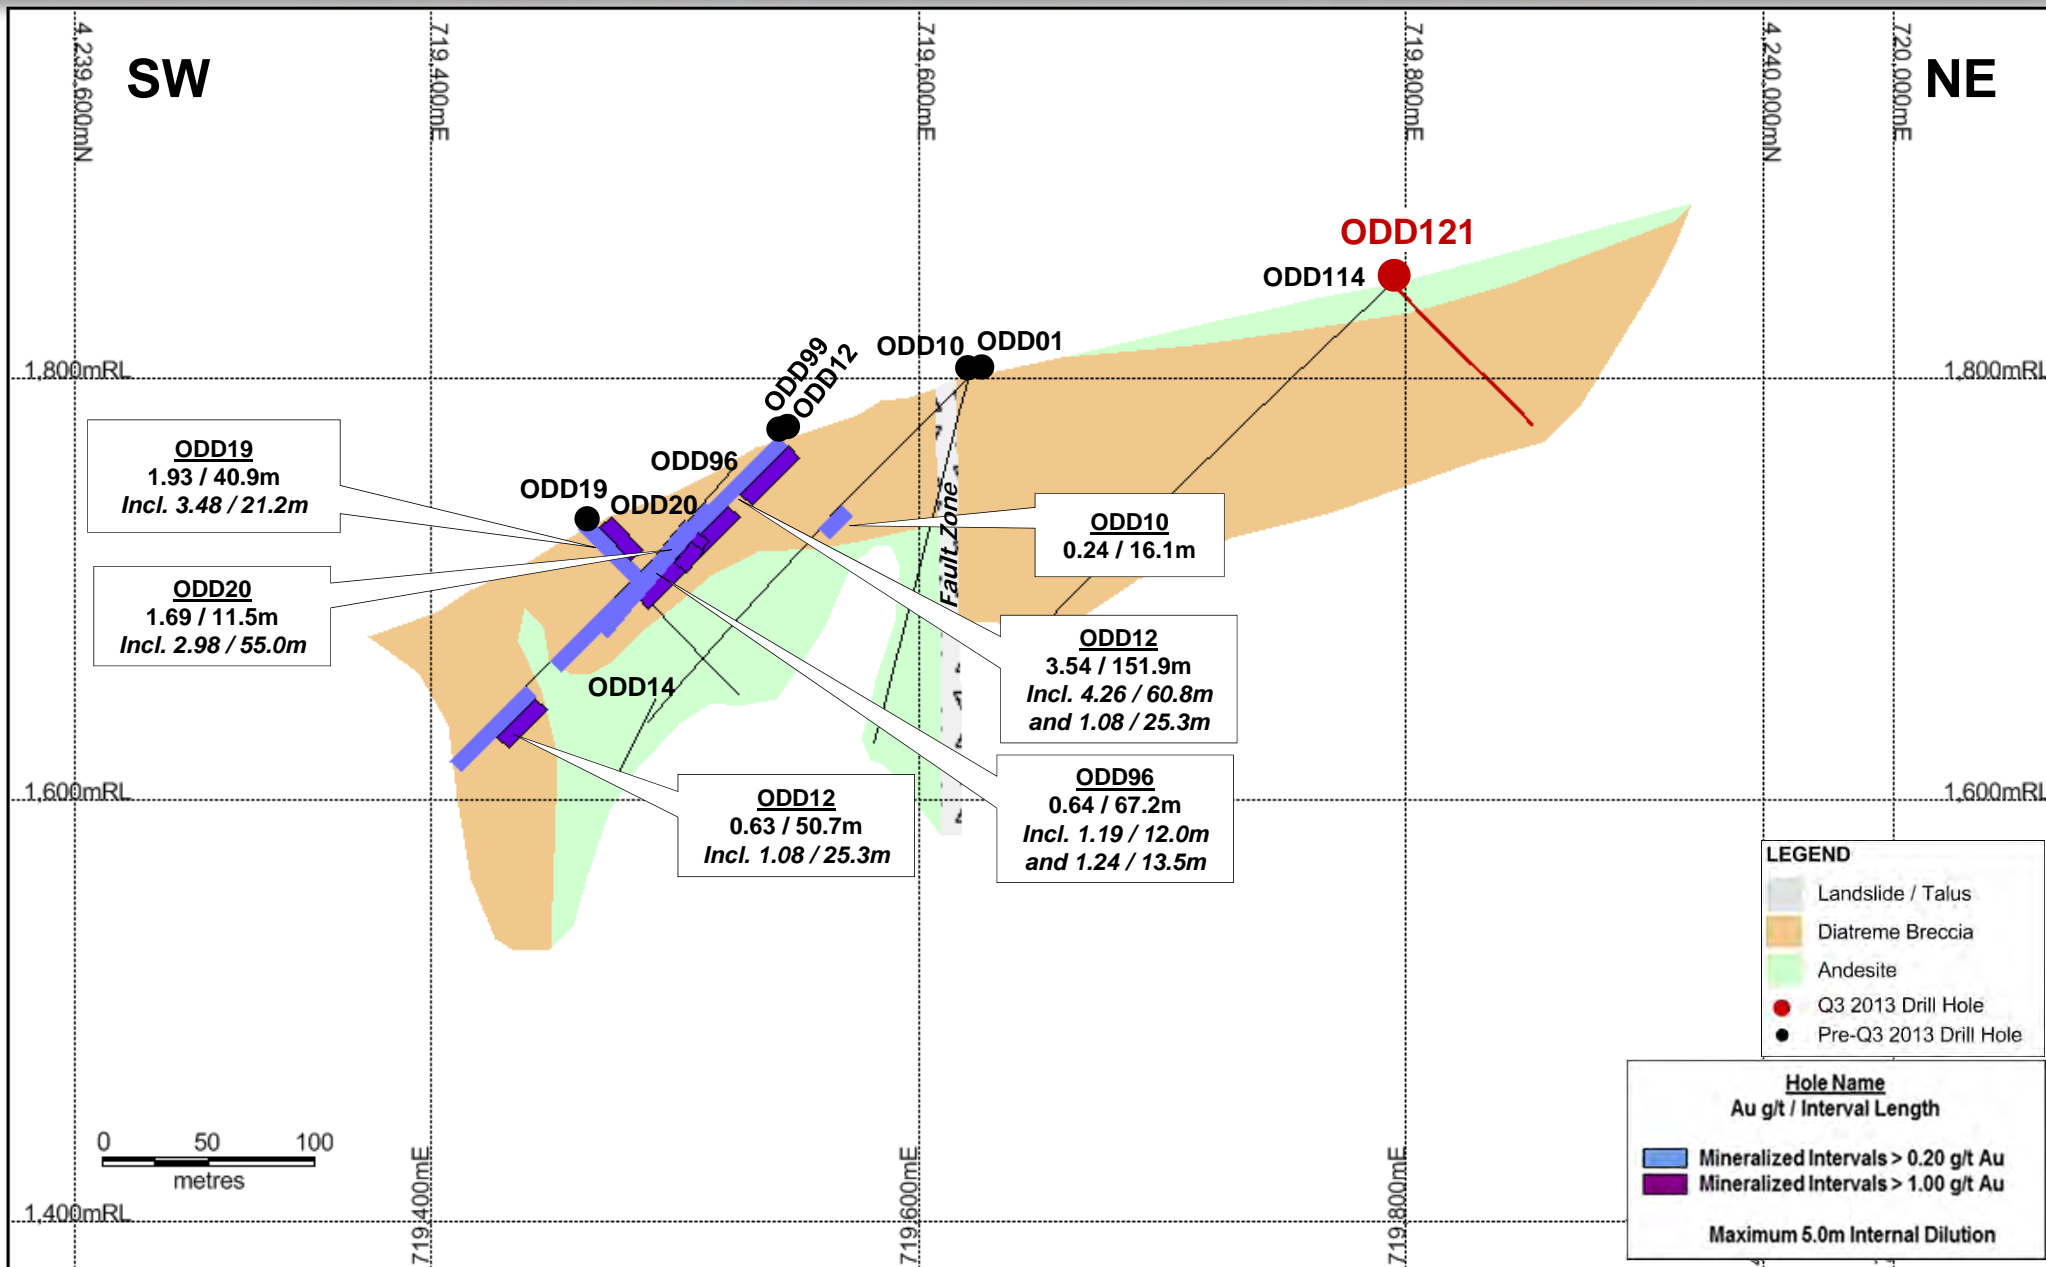 4,239,600mN
719,400mE
719,600mE
719,800mE
4,240,000mN
720,000mE
SW
NE
ODD121
ODD114
ODD10
ODD01
ODD99
ODD12
1,800mRL
1,800mRL
ODD96
ODD19
ODD20
ODD19
1.93 / 40.9m
Incl. 3.48 / 21.2m
ODD20
1.69 / 11.5m
Incl. 2.98 / 55.0m
Fault Zone
ODD10
0.24 / 16.1m
ODD12
3.54 / 151.9m
Incl. 4.26 / 60.8m
and 1.08 / 25.3m
ODD14
ODD96
0.64 / 67.2m
Incl. 1.19 / 12.0m
and 1.24 / 13.5m
ODD12
0.63 / 50.7m
Incl. 1.08 / 25.3m
1,600mRL
1,600mRL
LEGEND
Landslide / Talus
Diatreme Breccia
Andesite
Q3 2013 Drill Hole
Pre-Q3 2013 Drill Hole
Hole Name
Au g/t / Interval Length
Mineralized Intervals > 0.20 g/t Au
Mineralized Intervals > 1.00 g/t Au
Maximum 5.0m Internal Dilution
0 50 100
metres
1,400mRL
719,400mE
719,600mE
719,800mE